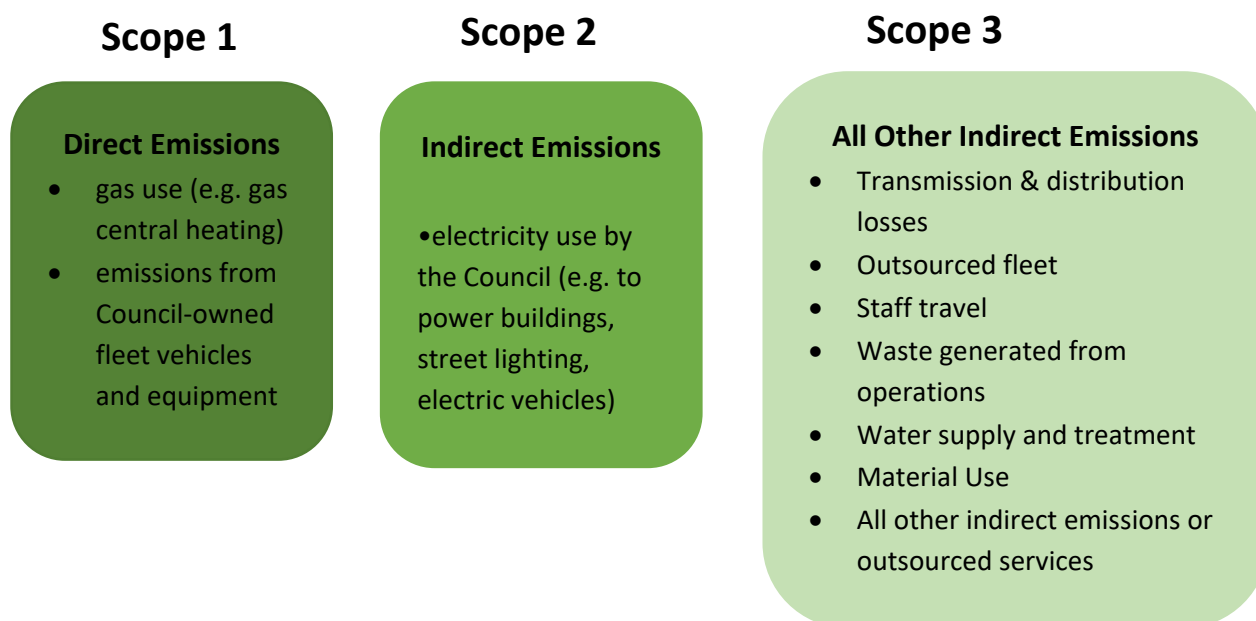 Scope 1
Direct Emissions
• gas use (e.g. gas
central heating)
• emissions from
Council-owned
fleet vehicles
and equipment
Scope 2
Indirect Emissions
•electricity use by
the Council (e.g. to
power buildings,
street lighting,
electric vehicles)
Scope 3
All Other Indirect Emissions
• Transmission & distribution
losses
• Outsourced fleet
• Staff travel
• Waste generated from
operations
• Water supply and treatment
• Material Use
• All other indirect emissions or
outsourced services